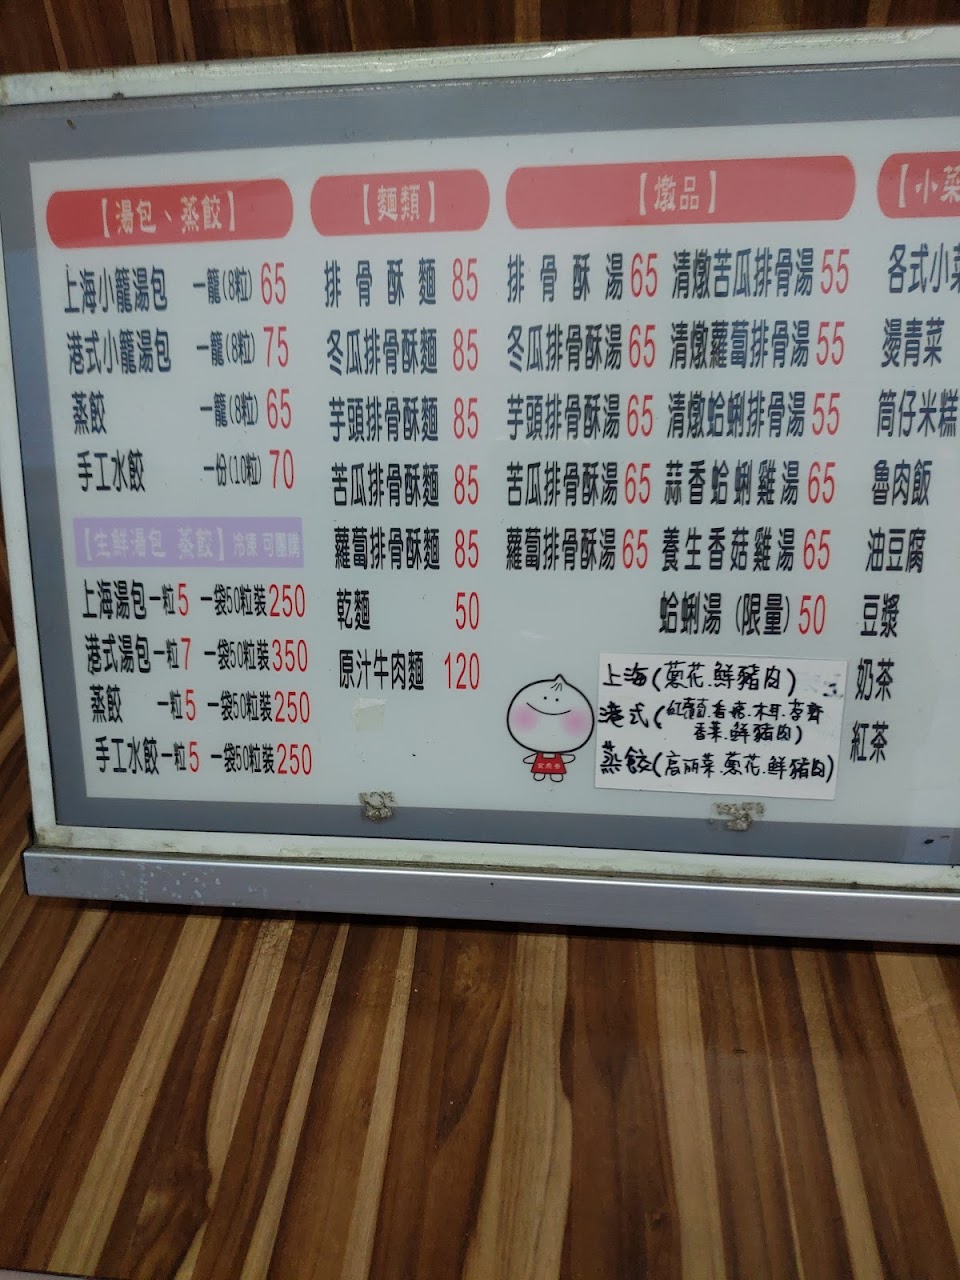 【湯包、蒸餃】
上海小籠湯包 一籠(8粒) 65
港式小籠湯包 一籠(8粒) 75
蒸餃 一籠(8粒) 65
手工水餃 一份(10粒) 70
【生鮮湯包 蒸餃】冷凍 可團購
上海湯包一粒5 一袋50粒裝250
港式湯包一粒7 一袋50粒裝350
蒸餃 一粒5 一袋50粒裝250
手工水餃一粒5 一袋50粒裝250
【麵類】
排骨酥麵 85
冬瓜排骨酥麵 85
芋頭排骨酥麵 85
苦瓜排骨酥麵 85
蘿蔔排骨酥麵 85
乾麵 50
原汁牛肉麵 120
【燉品】
排骨酥湯 65
冬瓜排骨酥湯 65
芋頭排骨酥湯 65
苦瓜排骨酥湯 65
蘿蔔排骨酥湯 65
清燉苦瓜排骨湯 55
清燉蘿蔔排骨湯 55
清燉蛤蜊排骨湯 55
蒜香蛤蜊雞湯 65
養生香菇雞湯 65
蛤蜊湯 (限量) 50
上海(蔥花.鮮豬肉)
港式(紅蘿蔔.香菇.木耳.
香菜.鮮豬肉)
蒸餃(高麗菜.蔥花.鮮豬肉)
【小菜
各式小菜
燙青菜
筒仔米糕
魯肉飯
油豆腐
豆漿
奶茶
紅茶